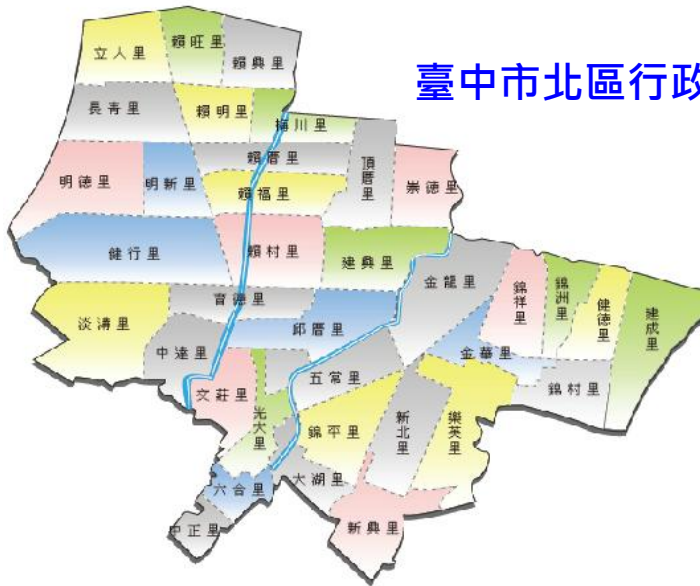 臺中市北區行政
立人里
賴旺里
賴興里
長青里
賴明里
梅川里
賴厝里
頂厝里
明德里
明新里
賴福里
崇德里
健行里
賴村里
建興里
金龍里
錦祥里
錦洲里
健德里
建成里
淡溝里
育德里
邱厝里
中達里
五常里
金華里
錦村里
文莊里
光大里
錦平里
新北里
樂英里
六合里
大湖里
中正里
新興里